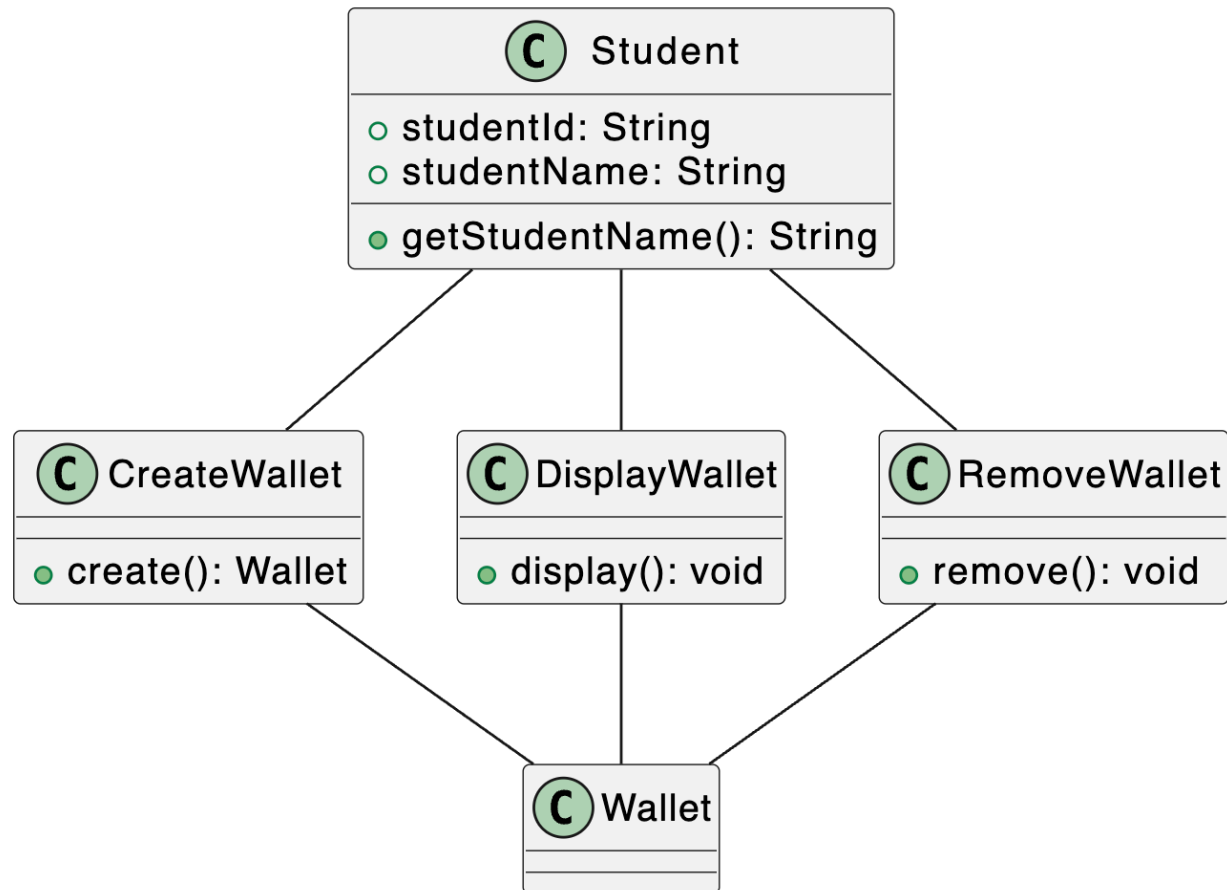 C Student
studentId: String
studentName: String
getStudentName(): String
C CreateWallet
create(): Wallet
C DisplayWallet
display(): void
C RemoveWallet
remove(): void
C Wallet